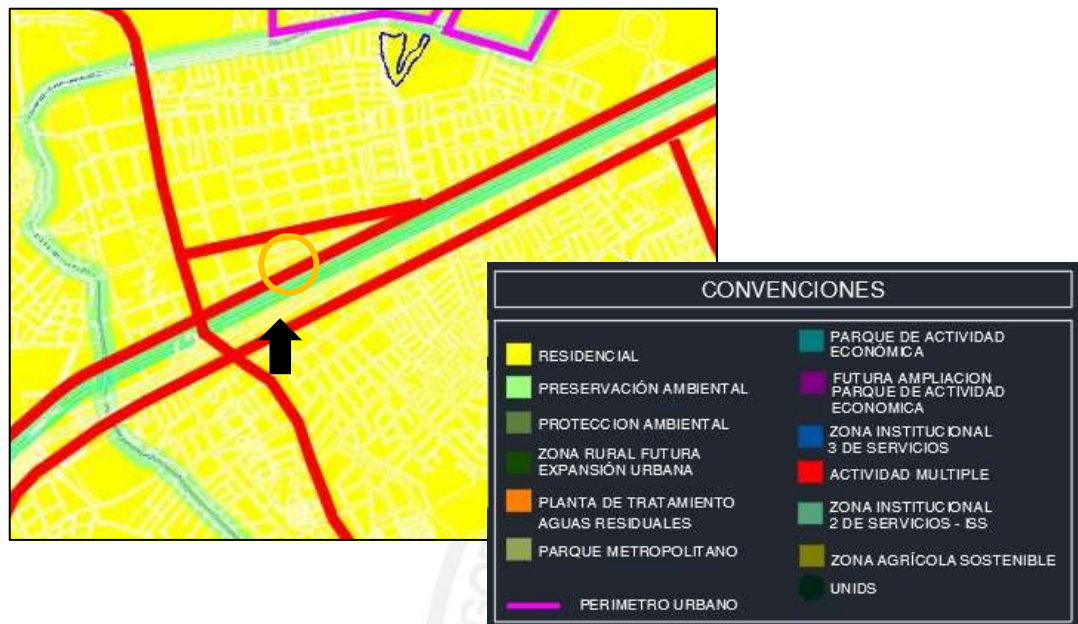 AV
CONVENCIONES
RESIDENCIAL
PRESERVACIÓN AMBIENTAL
PROTECCION AMBIENTAL
ZONA RURAL FUTURA
EXPANSIÓN URBANA
PLANTA DE TRATAMIENTO
AGUAS RESIDUALES
PARQUE METROPOLITANO
PERIMETRO URBANO
PARQUE DE ACTIVIDAD
ECONÓMICA
FUTURA AMPLIACION
PARQUE DE ACTIVIDAD
ECONOMICA
ZONA INSTITUCIONAL
3 DE SERVICIOS
ACTIVIDAD MULTIPLE
ZONA INSTITUCIONAL
2 DE SERVICIOS - ISS
ZONA AGRÍCOLA SOSTENIBLE
UNIDS